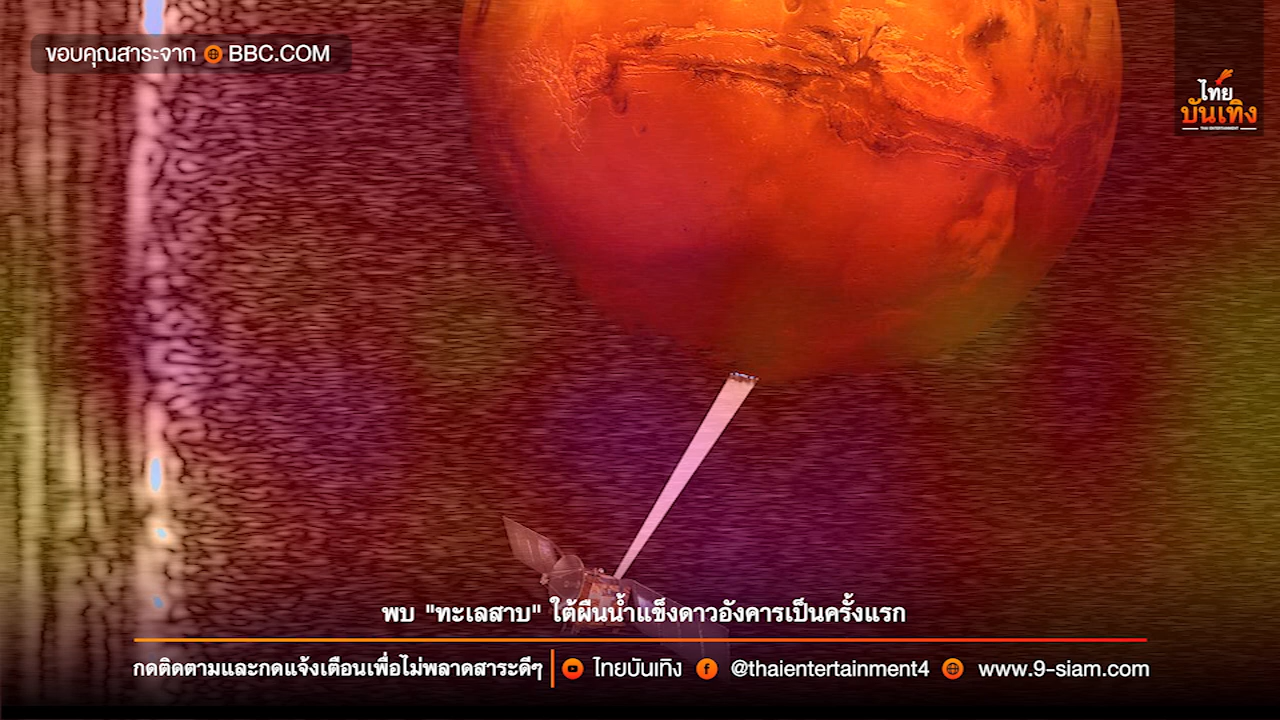 ขอบคุณสาระจาก BBC.COM
ไทย
บันเทิง
THAI ENTERTAINMENT
พบ "ทะเลสาบ" ใต้ผืนน้ำแข็งดาวอังคารเป็นครั้งแรก
กดติดตามและกดแจ้งเตือนเพื่อไม่พลาดสาระดีๆ ไทยบันเทิง @thaientertainment4 www.9-siam.com